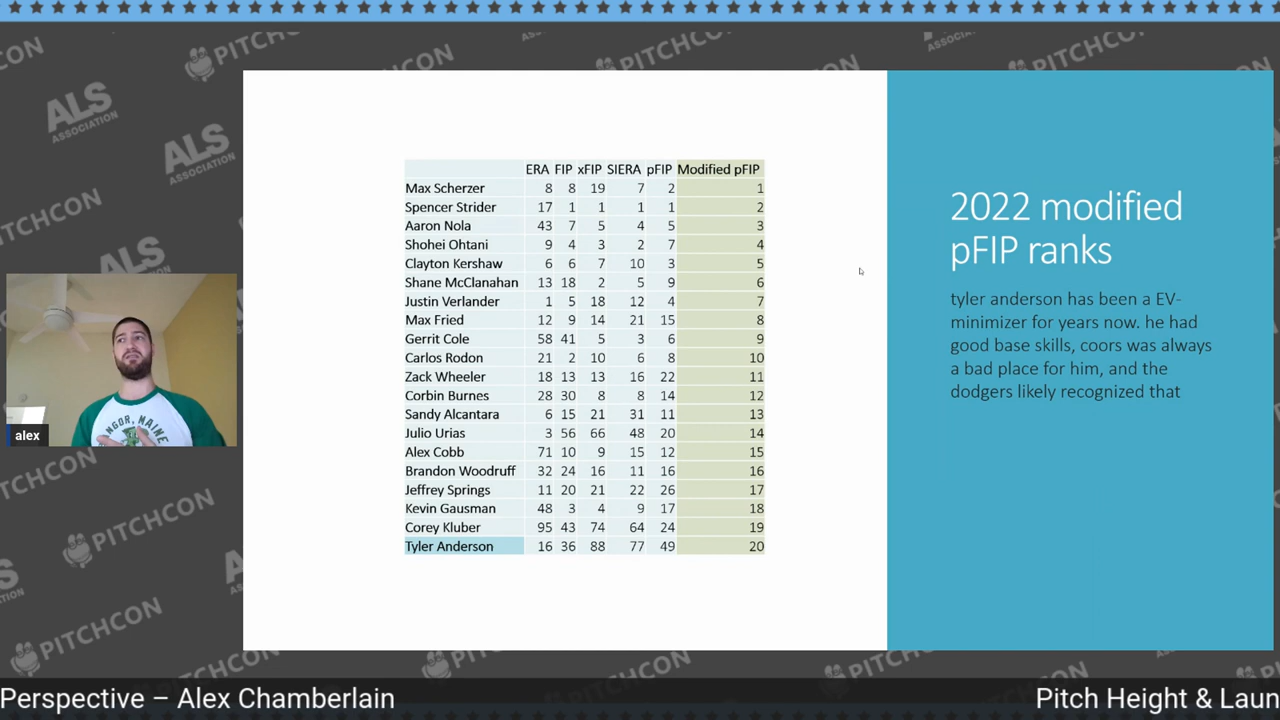 PITCHCON
ALS
ASSOCIATION
ERA FIP xFIP SIERA pFIP Modified pFIP
Max Scherzer 8 8 19 7 2 1
Spencer Strider 17 1 1 1 1 2
Aaron Nola 43 7 5 4 5 3
Shohei Ohtani 9 4 3 2 7 4
Clayton Kershaw 6 6 7 10 3 5
Shane McClanahan 13 18 2 5 9 6
Justin Verlander 1 5 18 12 4 7
Max Fried 12 9 14 21 15 8
Gerrit Cole 58 41 5 3 6 9
Carlos Rodon 21 2 10 6 8 10
Zack Wheeler 18 13 13 16 22 11
Corbin Burnes 28 30 8 8 14 12
Sandy Alcantara 6 15 21 31 11 13
Julio Urias 3 56 66 48 20 14
Alex Cobb 71 10 9 15 12 15
Brandon Woodruff 32 24 16 11 16 16
Jeffrey Springs 11 20 21 22 26 17
Kevin Gausman 48 3 4 9 17 18
Corey Kluber 95 43 74 64 24 19
Tyler Anderson 16 36 88 77 49 20
2022 modified
pFIP ranks
tyler anderson has been a EV-
minimizer for years now. he had
good base skills, coors was always
a bad place for him, and the
dodgers likely recognized that
alex
Perspective – Alex Chamberlain
Pitch Height & Laun